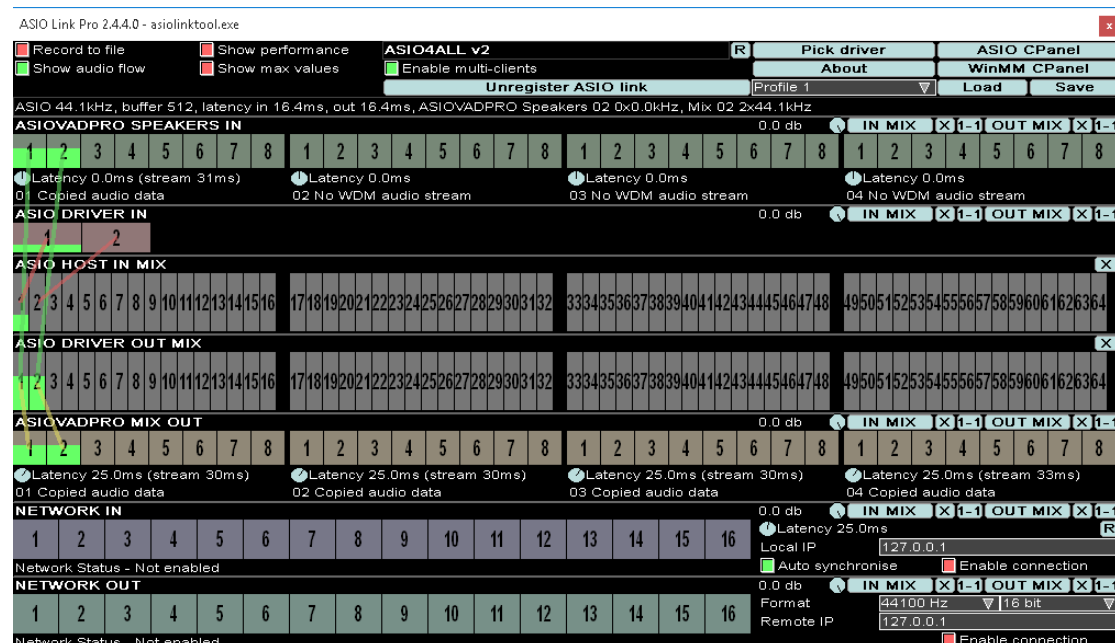 ASIO Link Pro 2.4.4.0 - asiolinktool.exe x
Record to file Show performance ASIO4ALL v2 R Pick driver ASIO CPanel
Show audio flow Show max values Enable multi-clients About WinMM CPanel
Unregister ASIO link Profile 1 Load Save
ASIO 44.1kHz, buffer 512, latency in 16.4ms, out 16.4ms, ASIOVADPRO Speakers 02 0x0.0kHz, Mix 02 2x44.1kHz
ASIOVADPRO SPEAKERS IN 0.0 db IN MIX X 1-1 OUT MIX X 1-1
1 2 3 4 5 6 7 8 1 2 3 4 5 6 7 8 1 2 3 4 5 6 7 8 1 2 3 4 5 6 7 8
Latency 0.0ms (stream 31ms) Latency 0.0ms Latency 0.0ms Latency 0.0ms
01 Copied audio data 02 No WDM audio stream 03 No WDM audio stream 04 No WDM audio stream
ASIO DRIVER IN 0.0 db IN MIX X 1-1 OUT MIX X 1-1
1 2
ASIO HOST IN MIX X
1 2 3 4 5 6 7 8 9 10 11 12 13 14 15 16 17 18 19 20 21 22 23 24 25 26 27 28 29 30 31 32 33 34 35 36 37 38 39 40 41 42 43 44 45 46 47 48 49 50 51 52 53 54 55 56 57 58 59 60 61 62 63 64
ASIO DRIVER OUT MIX X
1 2 3 4 5 6 7 8 9 10 11 12 13 14 15 16 17 18 19 20 21 22 23 24 25 26 27 28 29 30 31 32 33 34 35 36 37 38 39 40 41 42 43 44 45 46 47 48 49 50 51 52 53 54 55 56 57 58 59 60 61 62 63 64
ASIOVADPRO MIX OUT 0.0 db IN MIX X 1-1 OUT MIX X 1-1
1 2 3 4 5 6 7 8 1 2 3 4 5 6 7 8 1 2 3 4 5 6 7 8 1 2 3 4 5 6 7 8
Latency 25.0ms (stream 30ms) Latency 25.0ms (stream 30ms) Latency 25.0ms (stream 30ms) Latency 25.0ms (stream 33ms)
01 Copied audio data 02 Copied audio data 03 Copied audio data 04 Copied audio data
NETWORK IN 0.0 db IN MIX X 1-1 OUT MIX X 1-1
1 2 3 4 5 6 7 8 9 10 11 12 13 14 15 16
Latency 25.0ms R
Local IP 127.0.0.1
Network Status - Not enabled Auto synchronise Enable connection
NETWORK OUT 0.0 db IN MIX X 1-1 OUT MIX X 1-1
1 2 3 4 5 6 7 8 9 10 11 12 13 14 15 16
Format 44100 Hz 16 bit
Remote IP 127.0.0.1
Network Status - Not enabled Enable connection